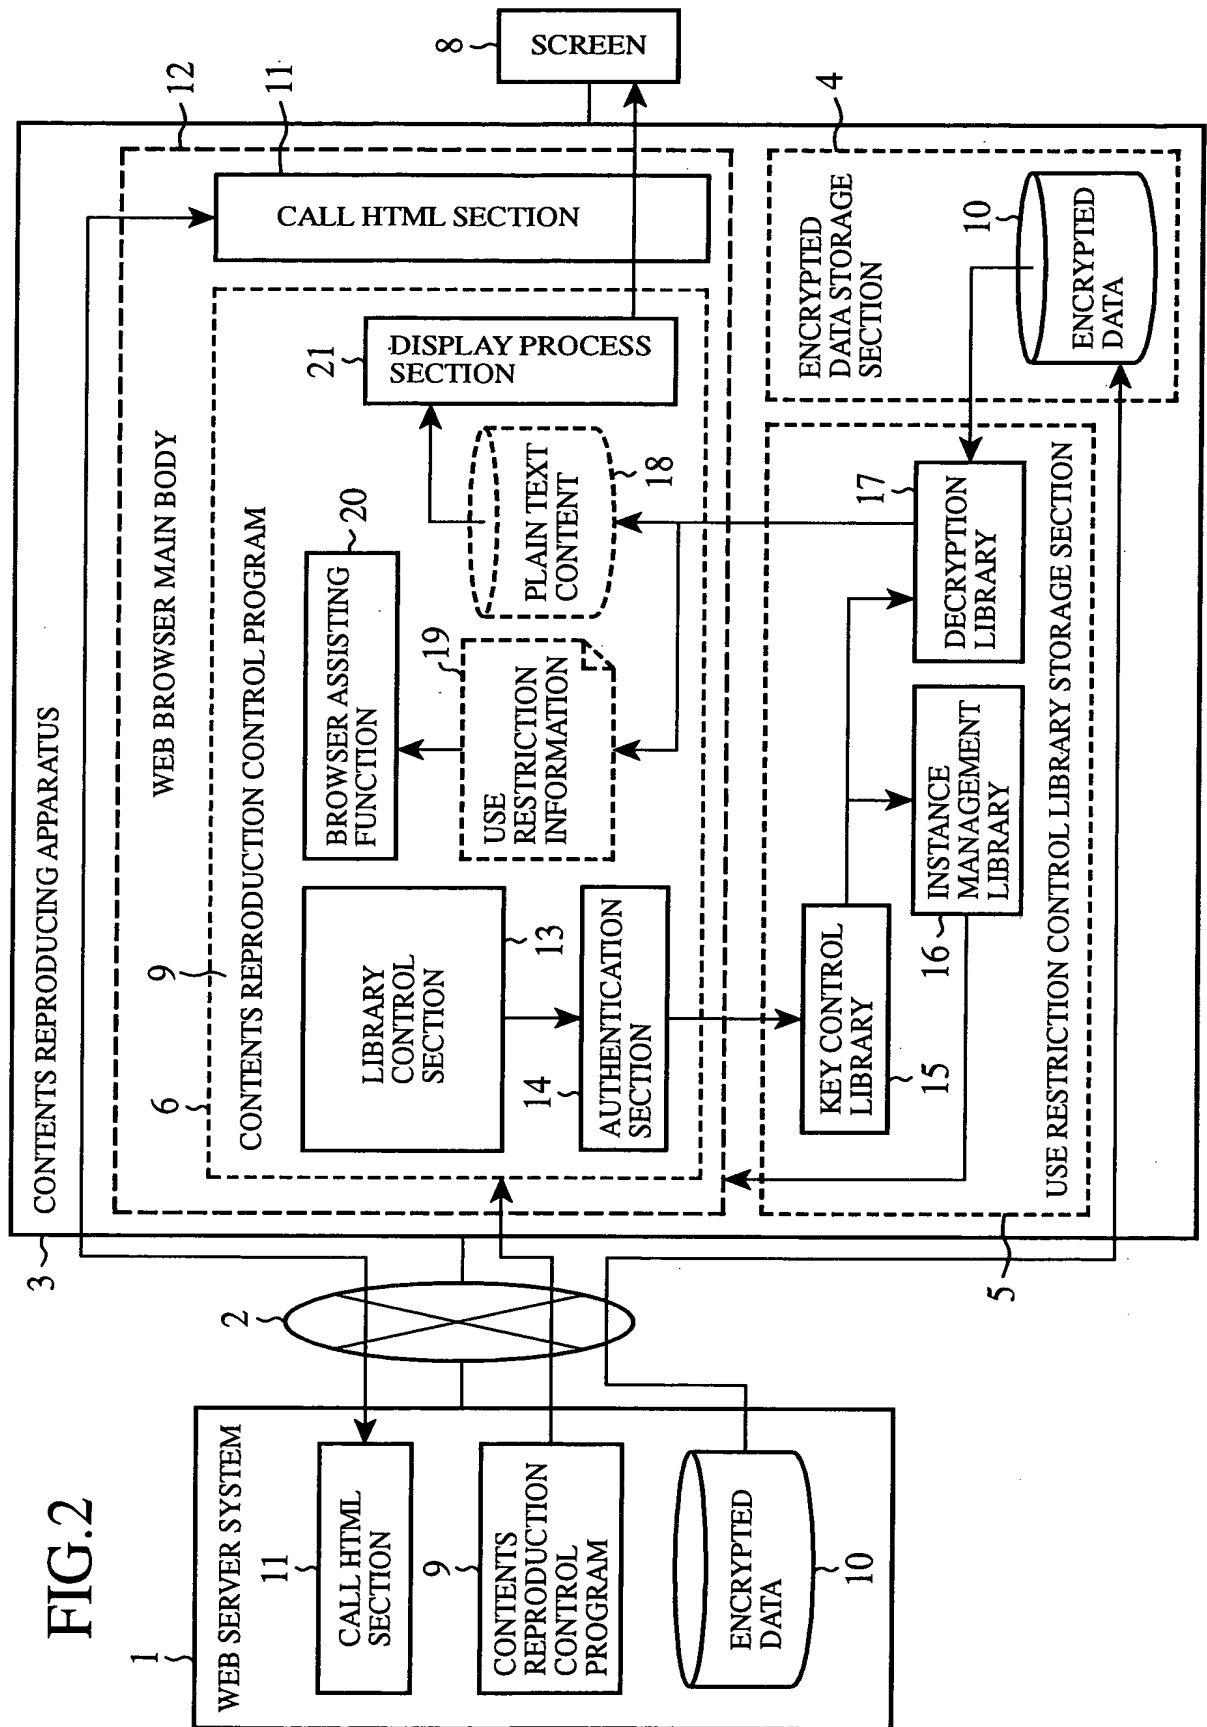 FIG.2
1
WEB SERVER SYSTEM
11
CALL HTML
SECTION
9
CONTENTS
REPRODUCTION
CONTROL
PROGRAM
ENCRYPTED
DATA
10
2
3
CONTENTS REPRODUCING APPARATUS
12
WEB BROWSER MAIN BODY
11
CALL HTML SECTION
6
9
CONTENTS REPRODUCTION CONTROL PROGRAM
LIBRARY
CONTROL
SECTION
13
14
AUTHENTICATION
SECTION
BROWSER ASSISTING
FUNCTION
20
19
USE
RESTRICTION
INFORMATION
PLAIN TEXT
CONTENT
18
21
DISPLAY PROCESS
SECTION
8
SCREEN
5
KEY CONTROL
LIBRARY
15
16
INSTANCE
MANAGEMENT
LIBRARY
17
DECRYPTION
LIBRARY
USE RESTRICTION CONTROL LIBRARY STORAGE SECTION
4
ENCRYPTED
DATA STORAGE
SECTION
10
ENCRYPTED
DATA